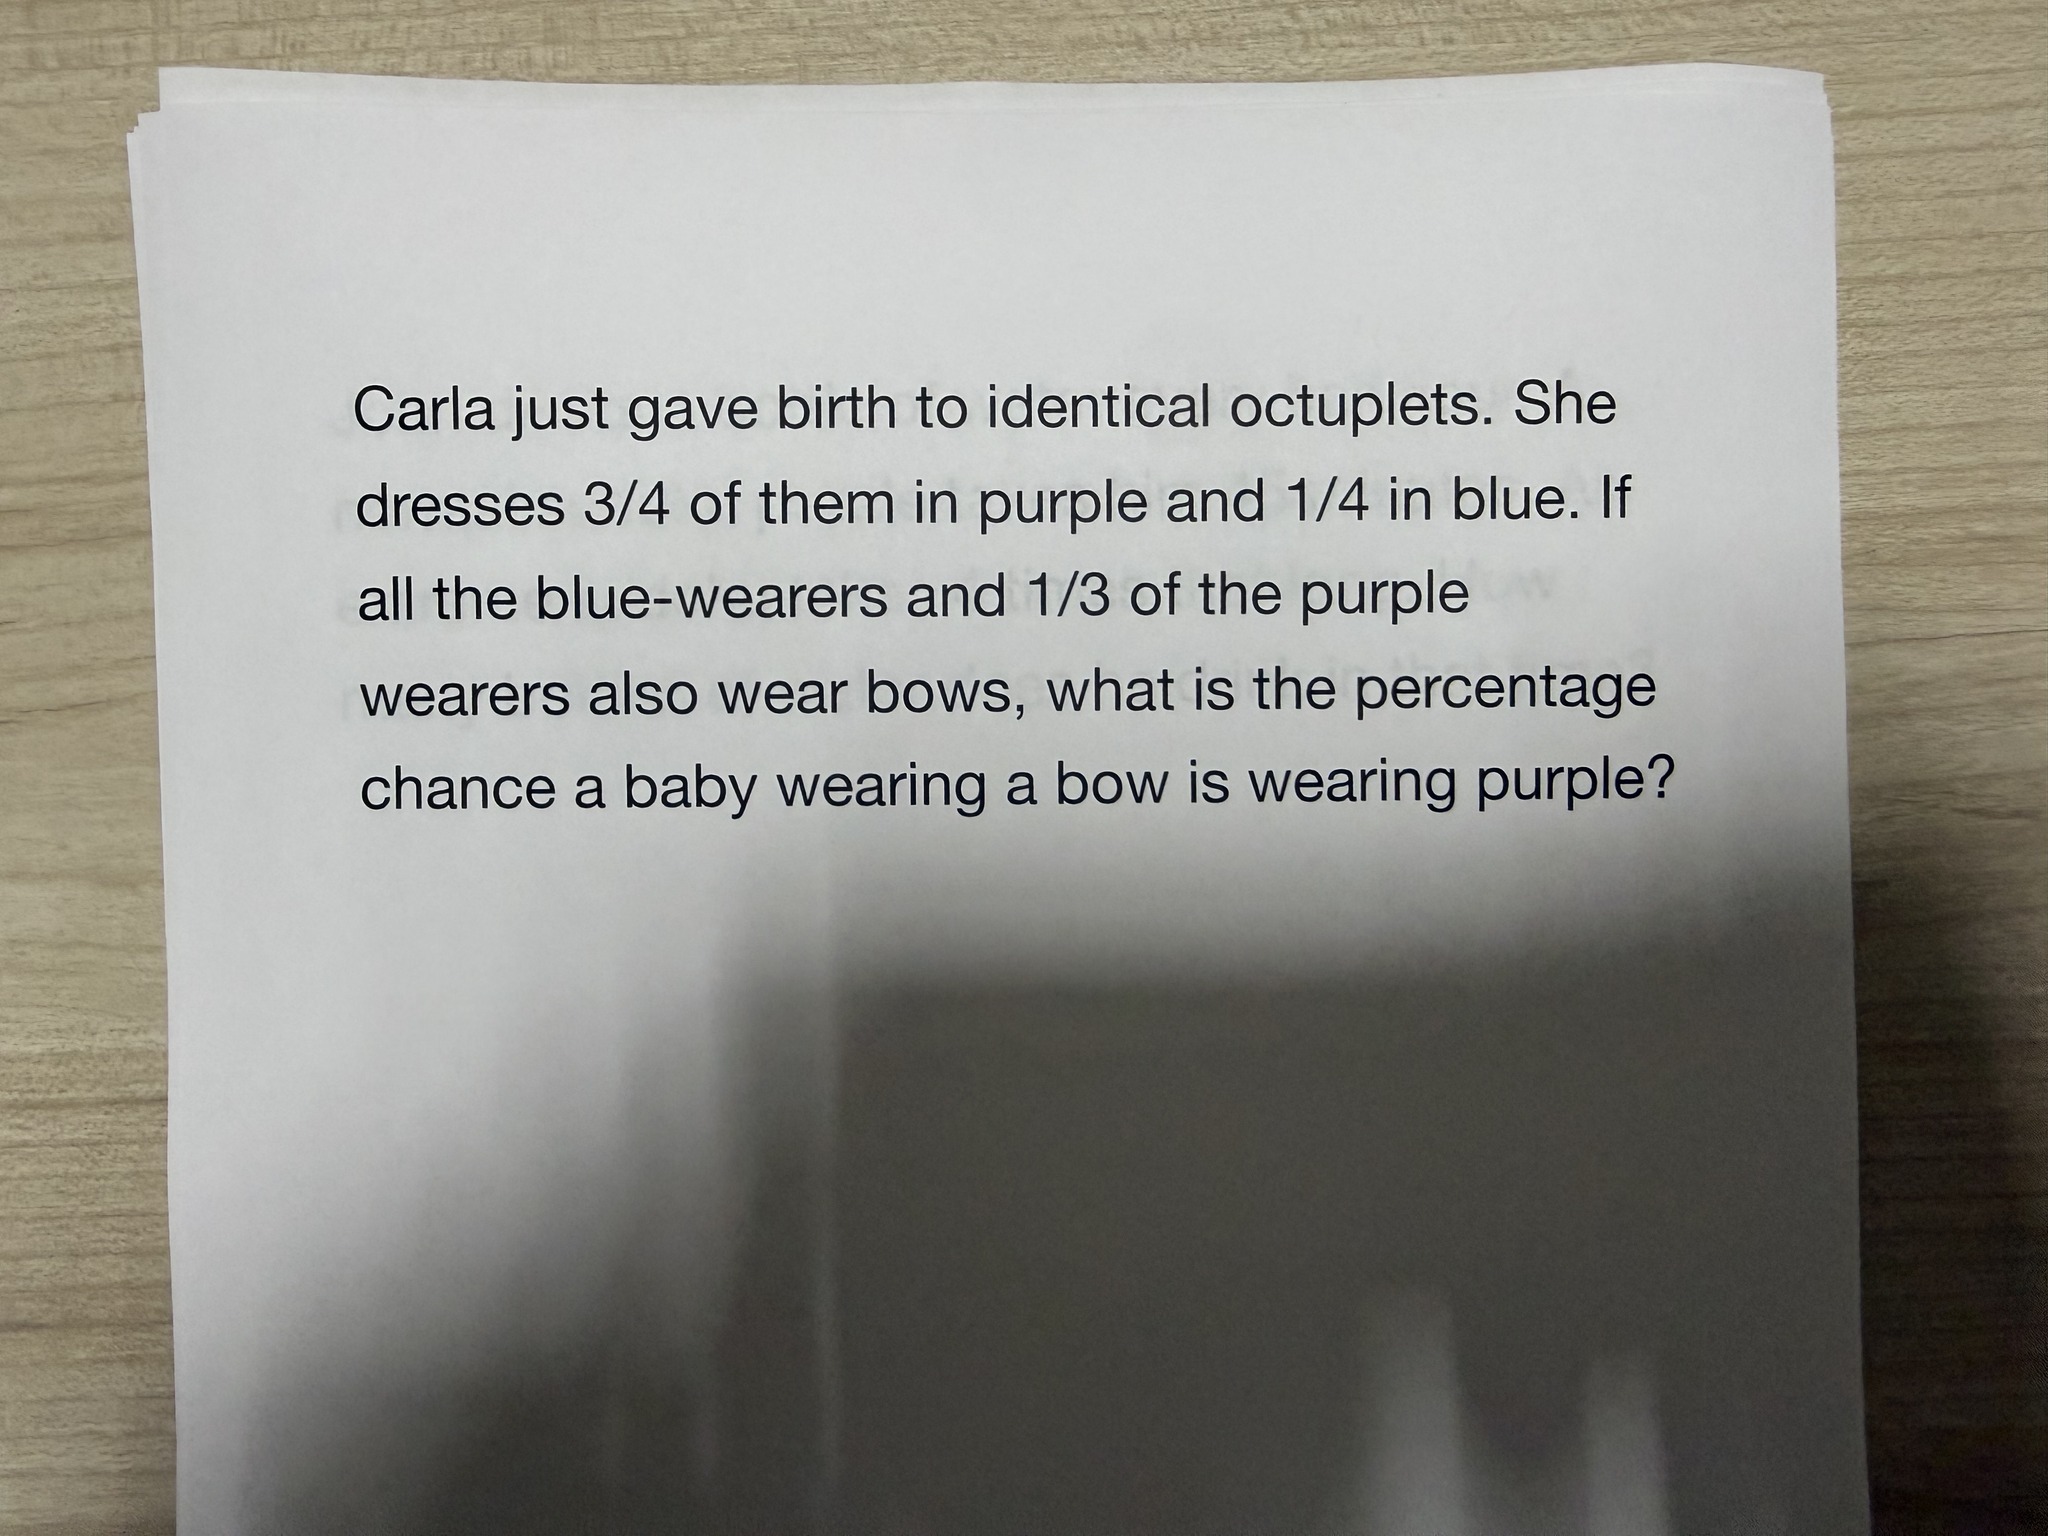 Carla just gave birth to identical octuplets. She
dresses 3/4 of them in purple and 1/4 in blue. If
all the blue-wearers and 1/3 of the purple
wearers also wear bows, what is the percentage
chance a baby wearing a bow is wearing purple?